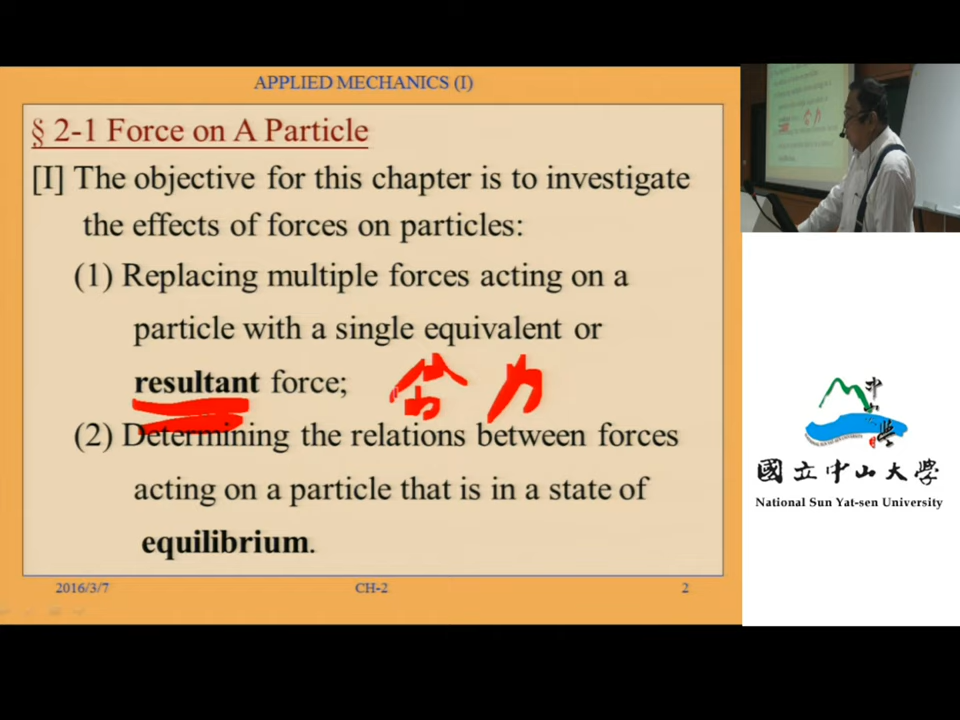 APPLIED MECHANICS (I)
§ 2-1 Force on A Particle
[I] The objective for this chapter is to investigate
the effects of forces on particles:
(1) Replacing multiple forces acting on a
particle with a single equivalent or
resultant force; 合力
(2) Determining the relations between forces
acting on a particle that is in a state of
equilibrium.
2016/3/7 CH-2 2
國立中山大學
National Sun Yat-sen University